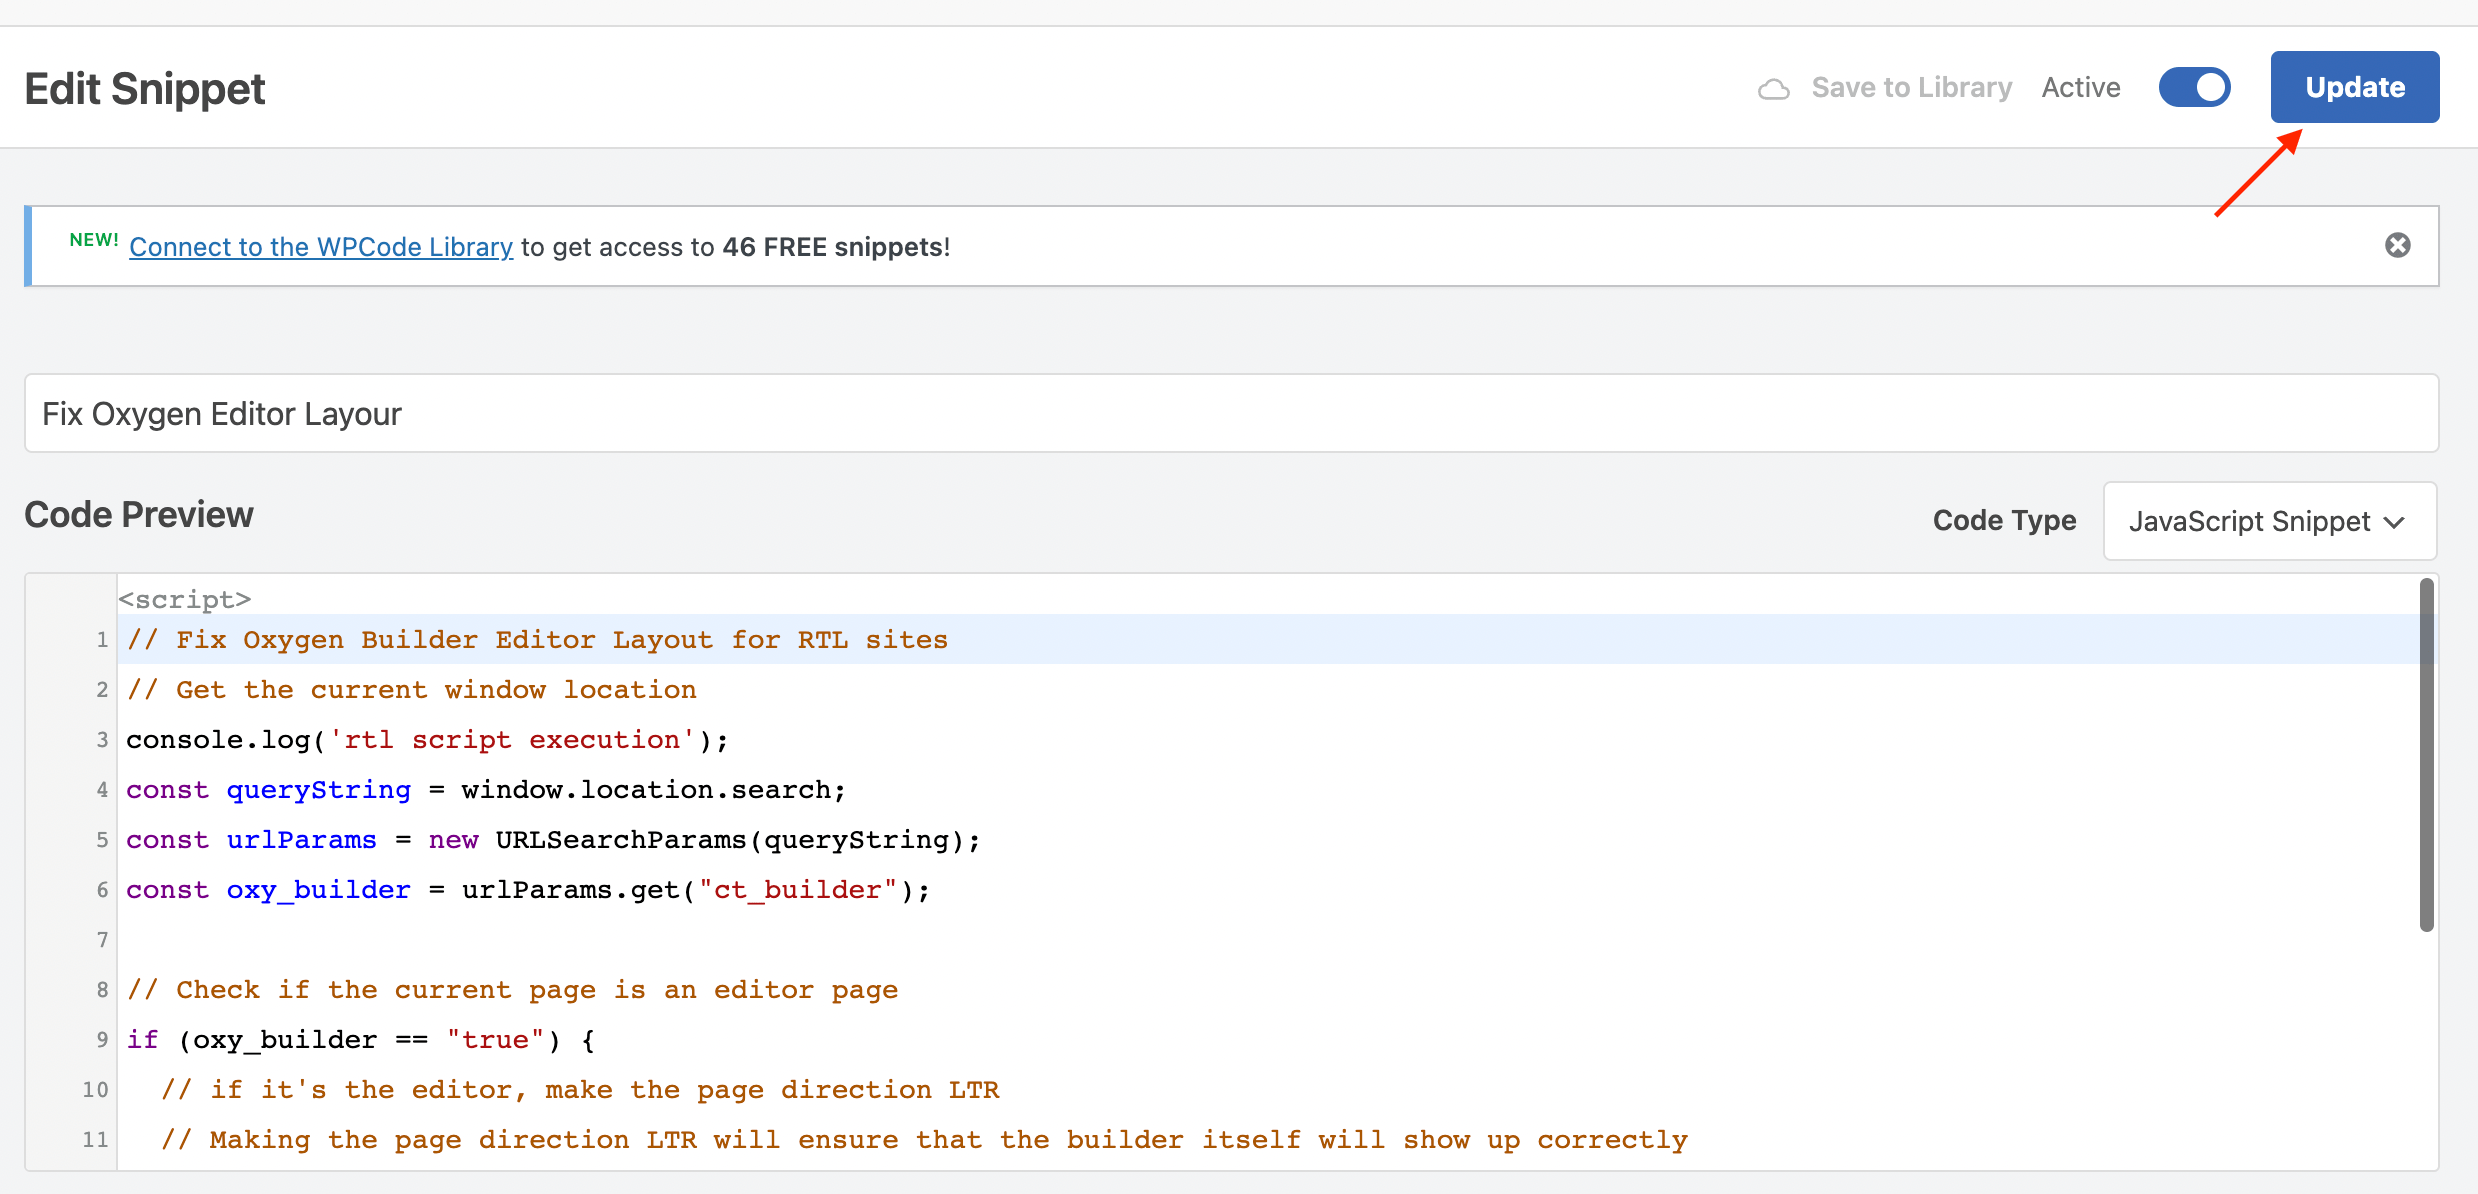 Edit Snippet
Save to Library Active Update
NEW! Connect to the WPCode Library to get access to 46 FREE snippets!
Fix Oxygen Editor Layour
Code Preview
Code Type JavaScript Snippet
<script>
1 // Fix Oxygen Builder Editor Layout for RTL sites
2 // Get the current window location
3 console.log('rtl script execution');
4 const queryString = window.location.search;
5 const urlParams = new URLSearchParams(queryString);
6 const oxy_builder = urlParams.get("ct_builder");
7
8 // Check if the current page is an editor page
9 if (oxy_builder == "true") {
10 // if it's the editor, make the page direction LTR
11 // Making the page direction LTR will ensure that the builder itself will show up correctly